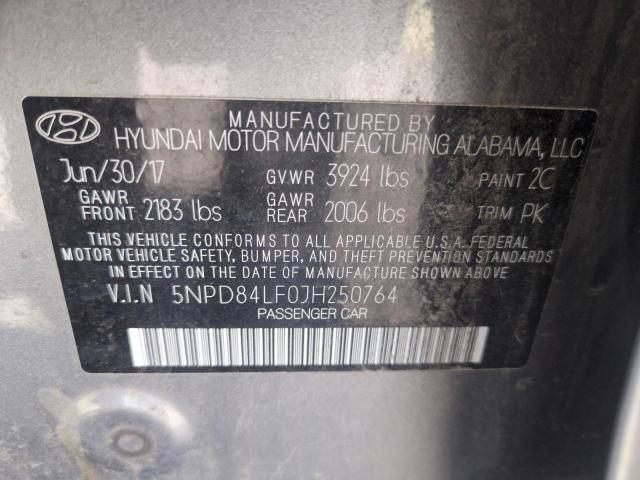 MANUFACTURED BY
HYUNDAI MOTOR MANUFACTURING ALABAMA, LLC
Jun/30/17 GVWR 3924 lbs PAINT 2C
GAWR FRONT 2183 lbs GAWR REAR 2006 lbs TRIM PK
THIS VEHICLE CONFORMS TO ALL APPLICABLE U.S.A. FEDERAL
MOTOR VEHICLE SAFETY, BUMPER, AND THEFT PREVENTION STANDARDS
IN EFFECT ON THE DATE OF MANUFACTURE SHOWN ABOVE.
V.I.N 5NPD84LF0JH250764
PASSENGER CAR